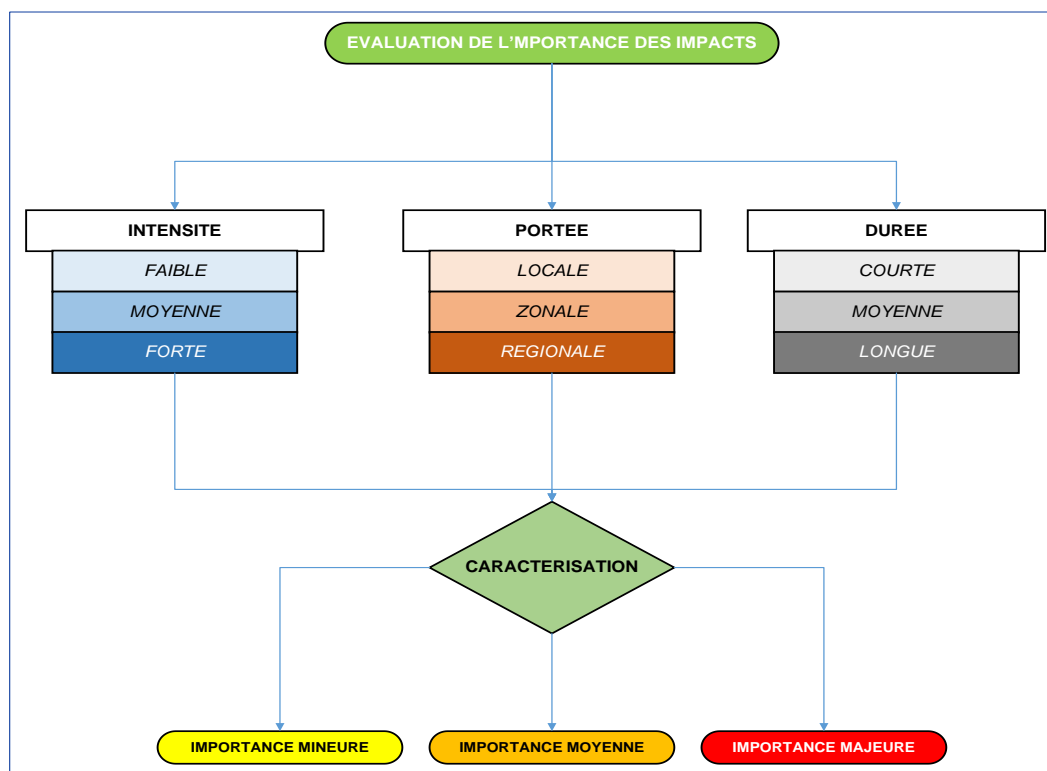 EVALUATION DE L'MPORTANCE DES IMPACTS
INTENSITE
FAIBLE
MOYENNE
FORTE
PORTEE
LOCALE
ZONALE
REGIONALE
DUREE
COURTE
MOYENNE
LONGUE
CARACTERISATION
IMPORTANCE MINEURE
IMPORTANCE MOYENNE
IMPORTANCE MAJEURE